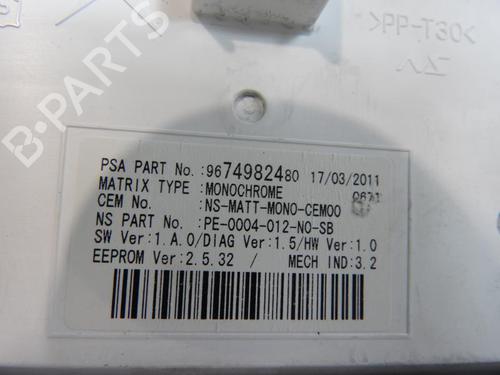 >PP-T30<
PSA PART No.:9674982480 17/03/2011
MATRIX TYPE :MONOCHROME
CEM No. :NS-MATT-MONO-CEM00
NS PART No. :PE-0004-012-NO-SB
SW Ver:1.A.0/DIAG Ver:1.5/HW Ver:1.0
EEPROM Ver:2.5.32 / MECH IND:3.2